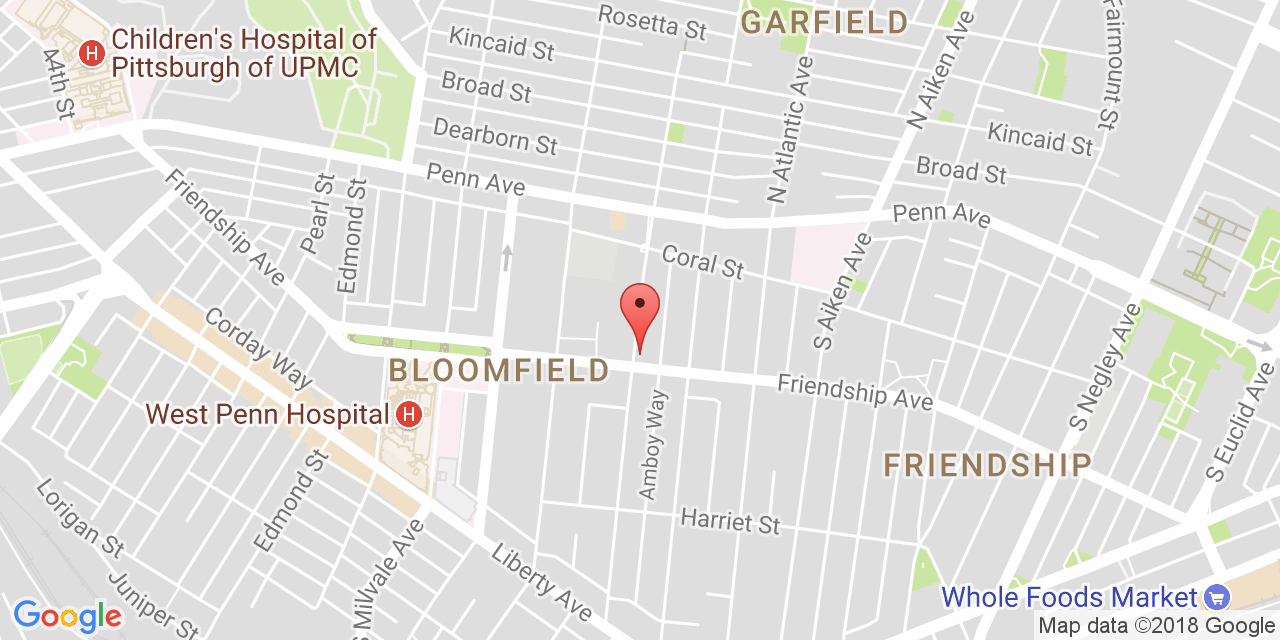 Rosetta St
GARFIELD
Kincaid St
N Aiken Ave
Fairmount St
Children's Hospital of
Pittsburgh of UPMC
H
44th St
Broad St
N Atlantic Ave
Dearborn St
Kincaid St
Penn Ave
Broad St
Friendship Ave
Pearl St
Edmond St
Penn Ave
Coral St
S Aiken Ave
Corday Way
S Negley Ave
BLOOMFIELD
Friendship Ave
S Euclid Ave
West Penn Hospital
H
Amboy Way
FRIENDSHIP
Edmond St
Lorigan St
Harriet St
S Millvale Ave
Liberty Ave
Juniper St
Whole Foods Market
Google
Map data ©2018 Google